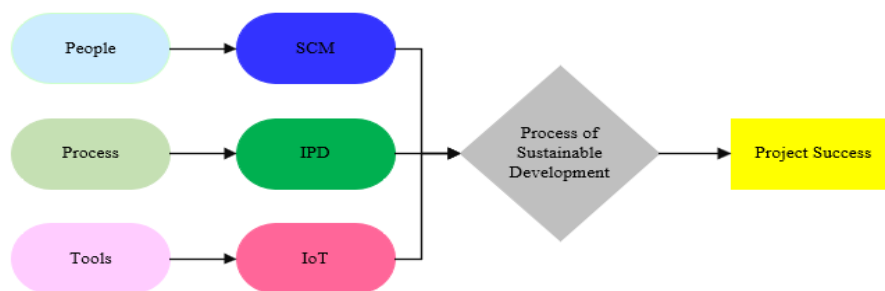 People
SCM
Process
IPD
Tools
IoT
Process of
Sustainable
Development
Project Success